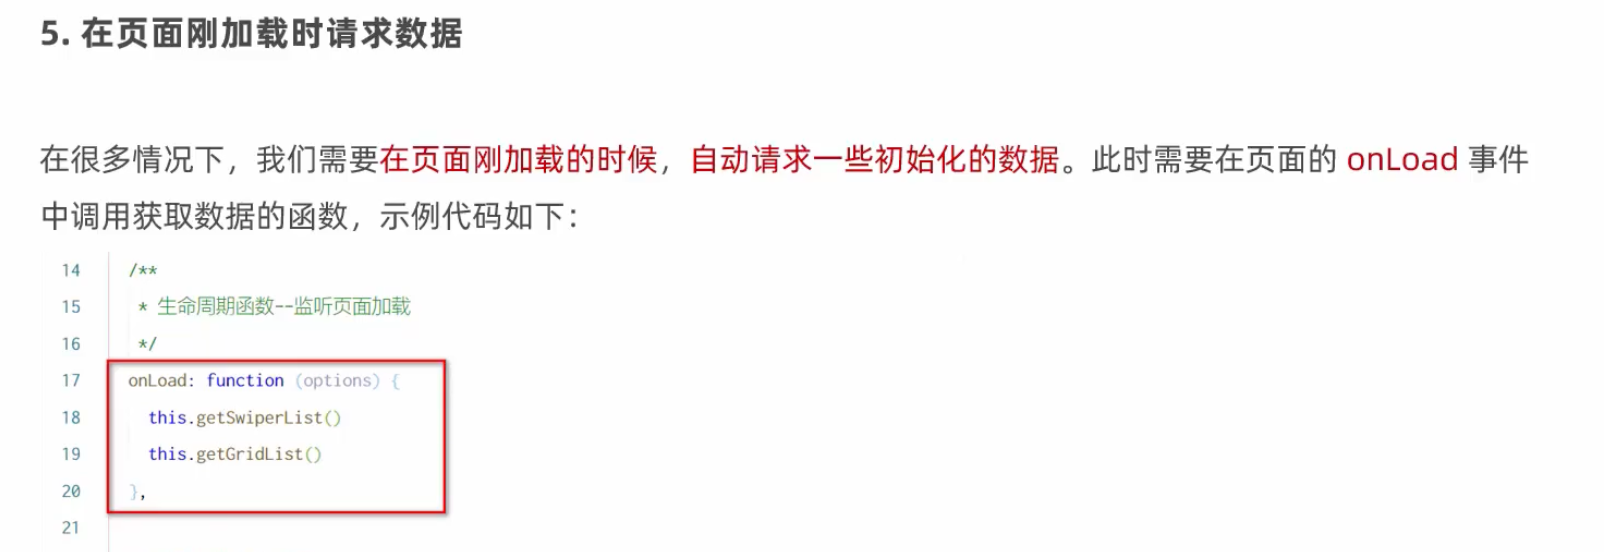 5. 在页面刚加载时请求数据
在很多情况下，我们需要在页面刚加载的时候，自动请求一些初始化的数据。此时需要在页面的 onLoad 事件
中调用获取数据的函数，示例代码如下：
14 /**
15 * 生命周期函数--监听页面加载
16 */
17 onLoad: function (options) {
18 this.getSwiperList()
19 this.getGridList()
20 },
21